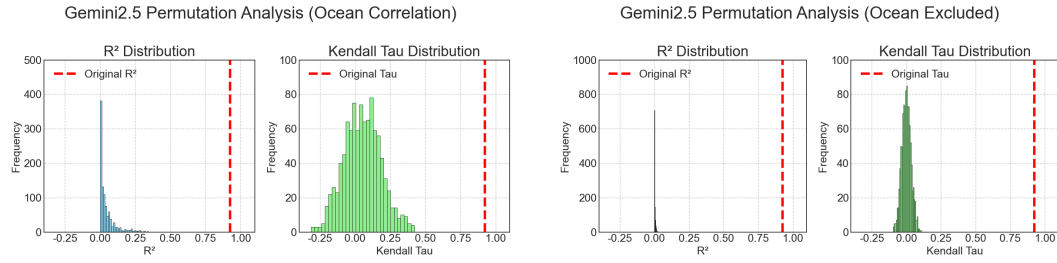 Gemini2.5 Permutation Analysis (Ocean Correlation)
R² Distribution
Original R²
Frequency
500
400
300
200
100
0
-0.25 0.00 0.25 0.50 0.75 1.00
R²
Kendall Tau Distribution
Original Tau
Frequency
100
80
60
40
20
0
-0.25 0.00 0.25 0.50 0.75 1.00
Kendall Tau
Gemini2.5 Permutation Analysis (Ocean Excluded)
R² Distribution
Original R²
Frequency
1000
800
600
400
200
0
-0.25 0.00 0.25 0.50 0.75 1.00
R²
Kendall Tau Distribution
Original Tau
Frequency
100
80
60
40
20
0
-0.25 0.00 0.25 0.50 0.75 1.00
Kendall Tau